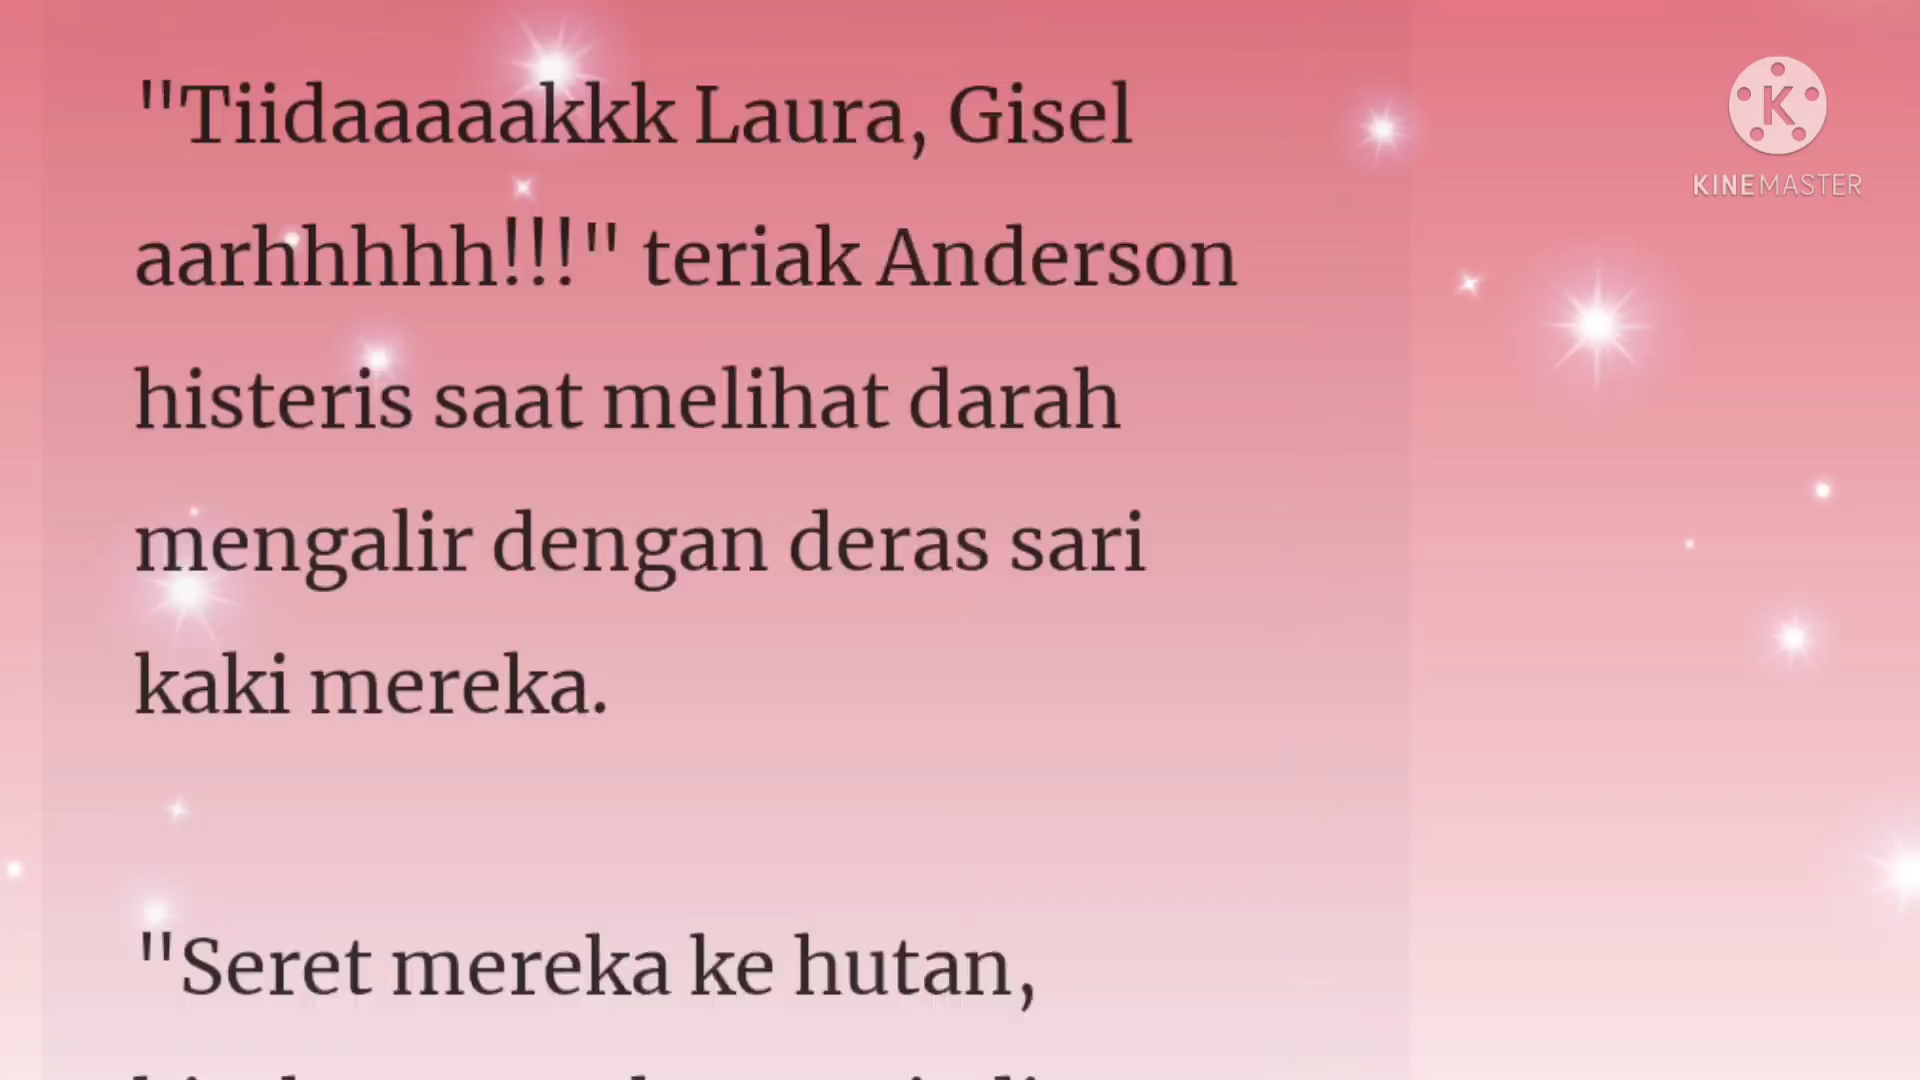 "Tiidaaaaakkk Laura, Gisel
aarhhhhh!!!" teriak Anderson
histeris saat melihat darah
mengalir dengan deras sari
kaki mereka.
"Seret mereka ke hutan,
KINEMASTER